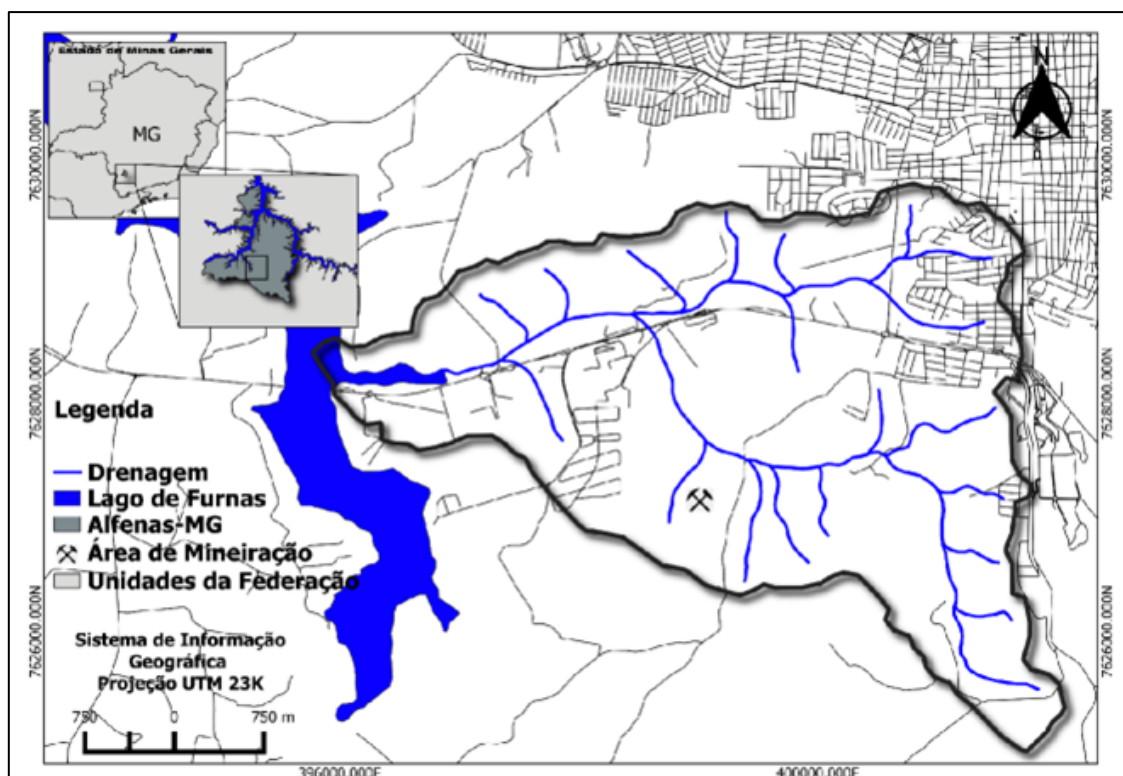 Estado de Minas Gerais
MG
N
7630000.000N
7630000.000N
7628000.000N
7628000.000N
Legenda
Drenagem
Lago de Furnas
Alfenas-MG
Área de Mineiração
Unidades da Federação
7626000.000N
7626000.000N
Sistema de Informação
Geográfica
Projeção UTM 23K
750 0 750 m
396000.000E
400000.000E